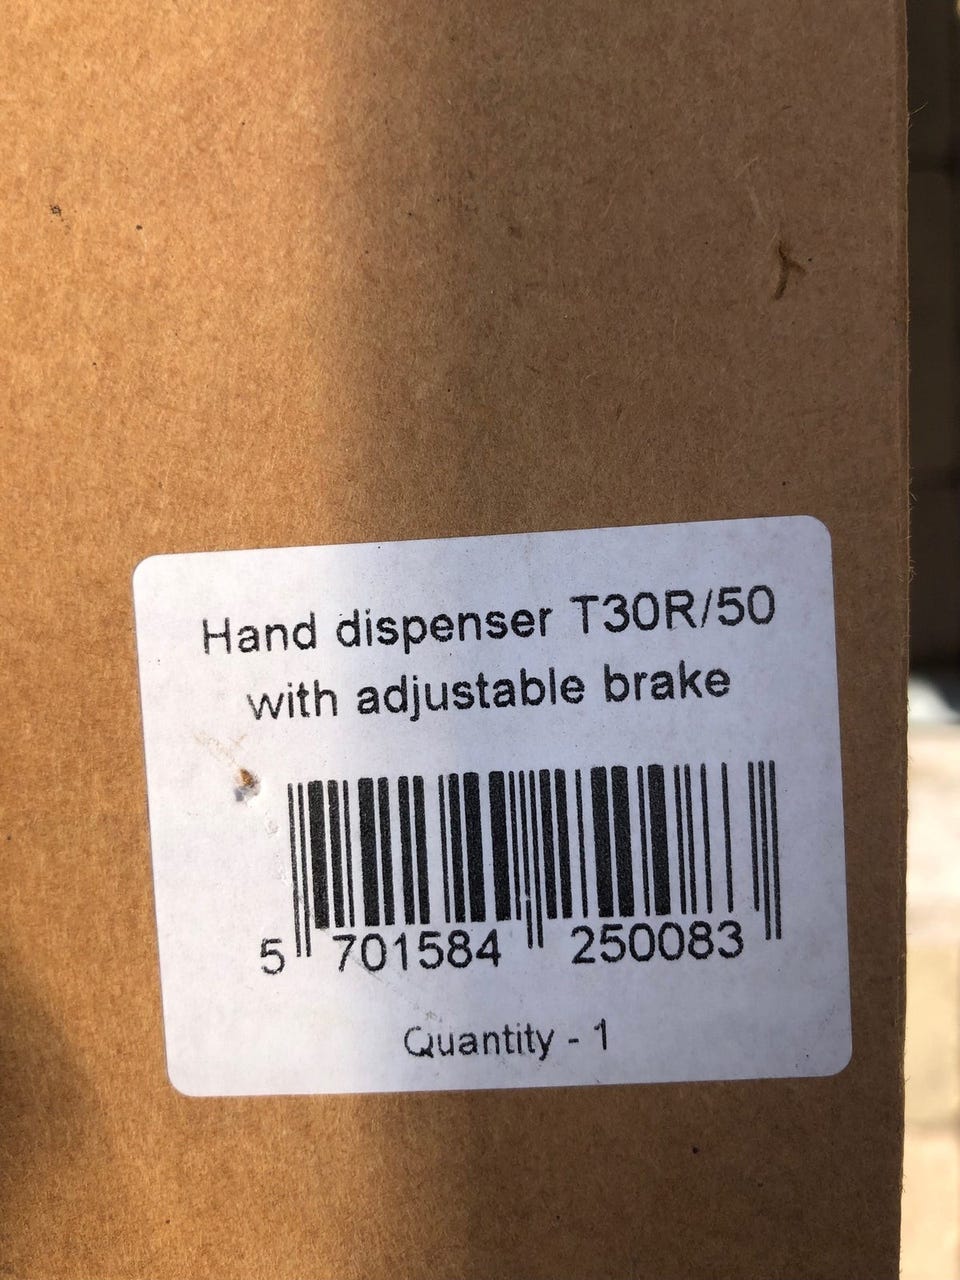 Hand dispenser T30R/50
with adjustable brake
5 701584 250083
Quantity - 1